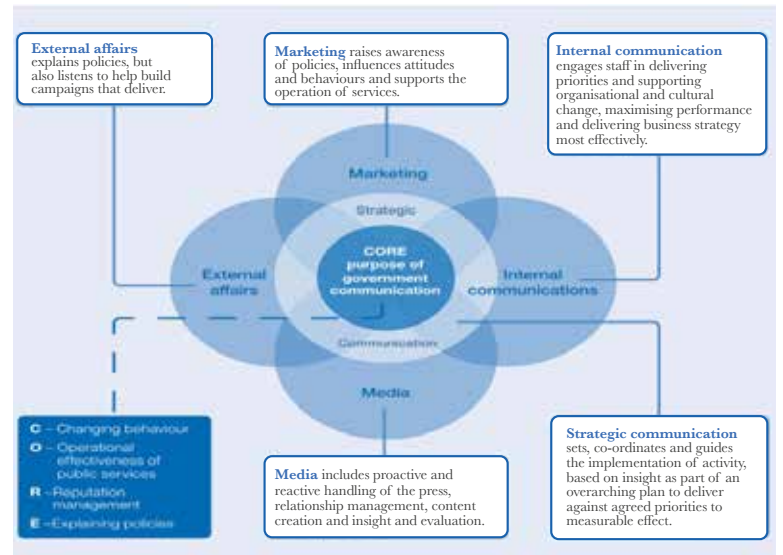 External affairs
explains policies, but
also listens to help build
campaigns that deliver.
Marketing raises awareness
of policies, influences attitudes
and behaviours and supports the
operation of services.
Internal communication
engages staff in delivering
priorities and supporting
organisational and cultural
change, maximising performance
and delivering business strategy
most effectively.
Marketing
Strategic
CORE
purpose of
government
communication
External
affairs
Internal
communications
Communication
Media
C – Changing behaviour
O – Operational
effectiveness of
public services
R –Reputation
management
E –Explaining policies
Media includes proactive and
reactive handling of the press,
relationship management, content
creation and insight and evaluation.
Strategic communication
sets, co-ordinates and guides
the implementation of activity,
based on insight as part of an
overarching plan to deliver
against agreed priorities to
measurable effect.